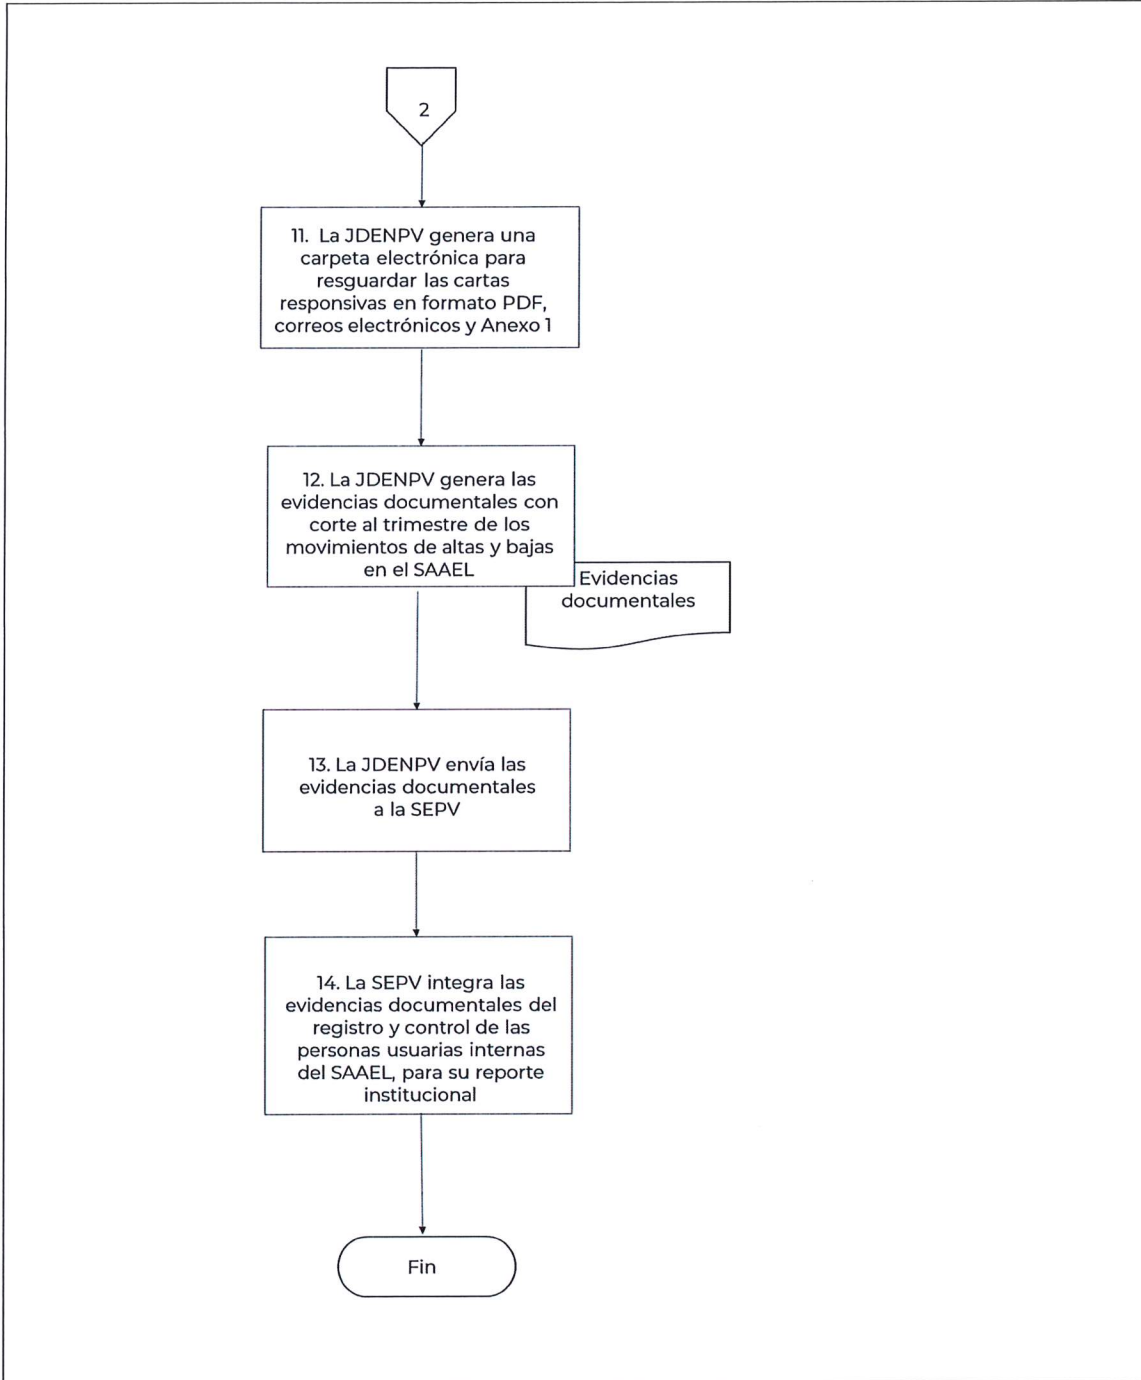 2
11. La JDENPV genera una
carpeta electrónica para
resguardar las cartas
responsivas en formato PDF,
correos electrónicos y Anexo 1
12. La JDENPV genera las
evidencias documentales con
corte al trimestre de los
movimientos de altas y bajas
en el SAAEL
Evidencias
documentales
13. La JDENPV envía las
evidencias documentales
a la SEPV
14. La SEPV integra las
evidencias documentales del
registro y control de las
personas usuarias internas
del SAAEL, para su reporte
institucional
Fin